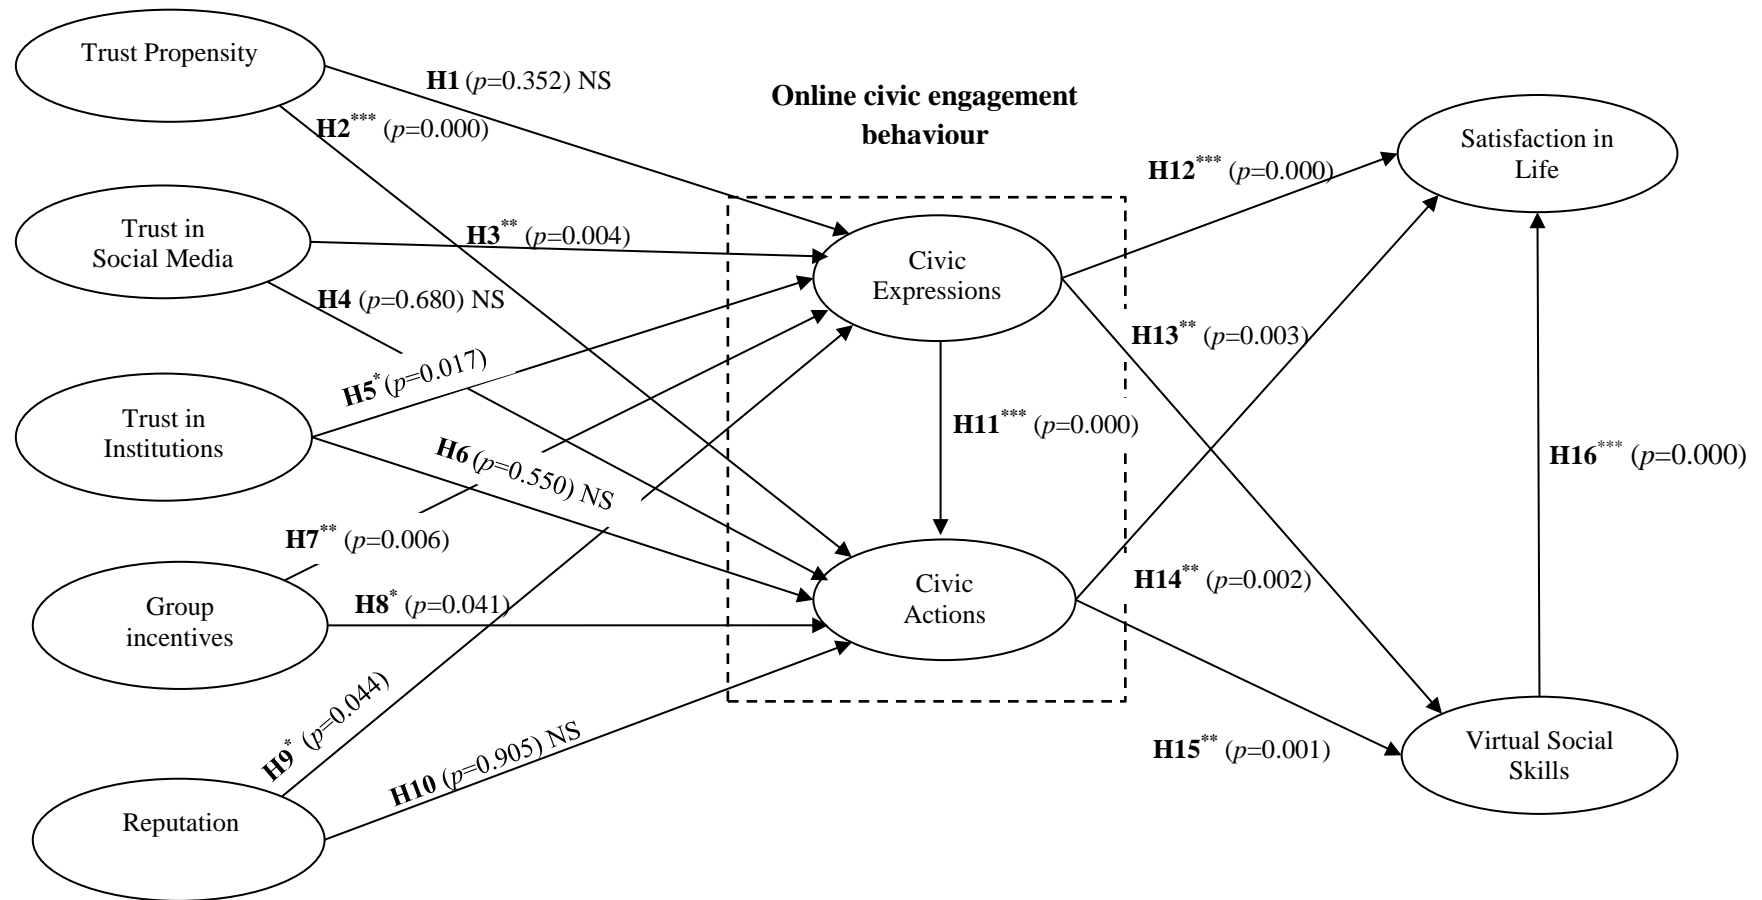 Trust Propensity
H1 (p=0.352) NS
H2*** (p=0.000)
Online civic engagement
behaviour
Satisfaction in
Life
H12*** (p=0.000)
Trust in
Social Media
H3** (p=0.004)
H4 (p=0.680) NS
Civic
Expressions
H13** (p=0.003)
H5* (p=0.017)
Trust in
Institutions
H6 (p=0.550) NS
H11*** (p=0.000)
H16*** (p=0.000)
H7** (p=0.006)
Group
incentives
H8* (p=0.041)
Civic
Actions
H14** (p=0.002)
H9* (p=0.044)
H10 (p=0.905) NS
H15** (p=0.001)
Virtual Social
Skills
Reputation